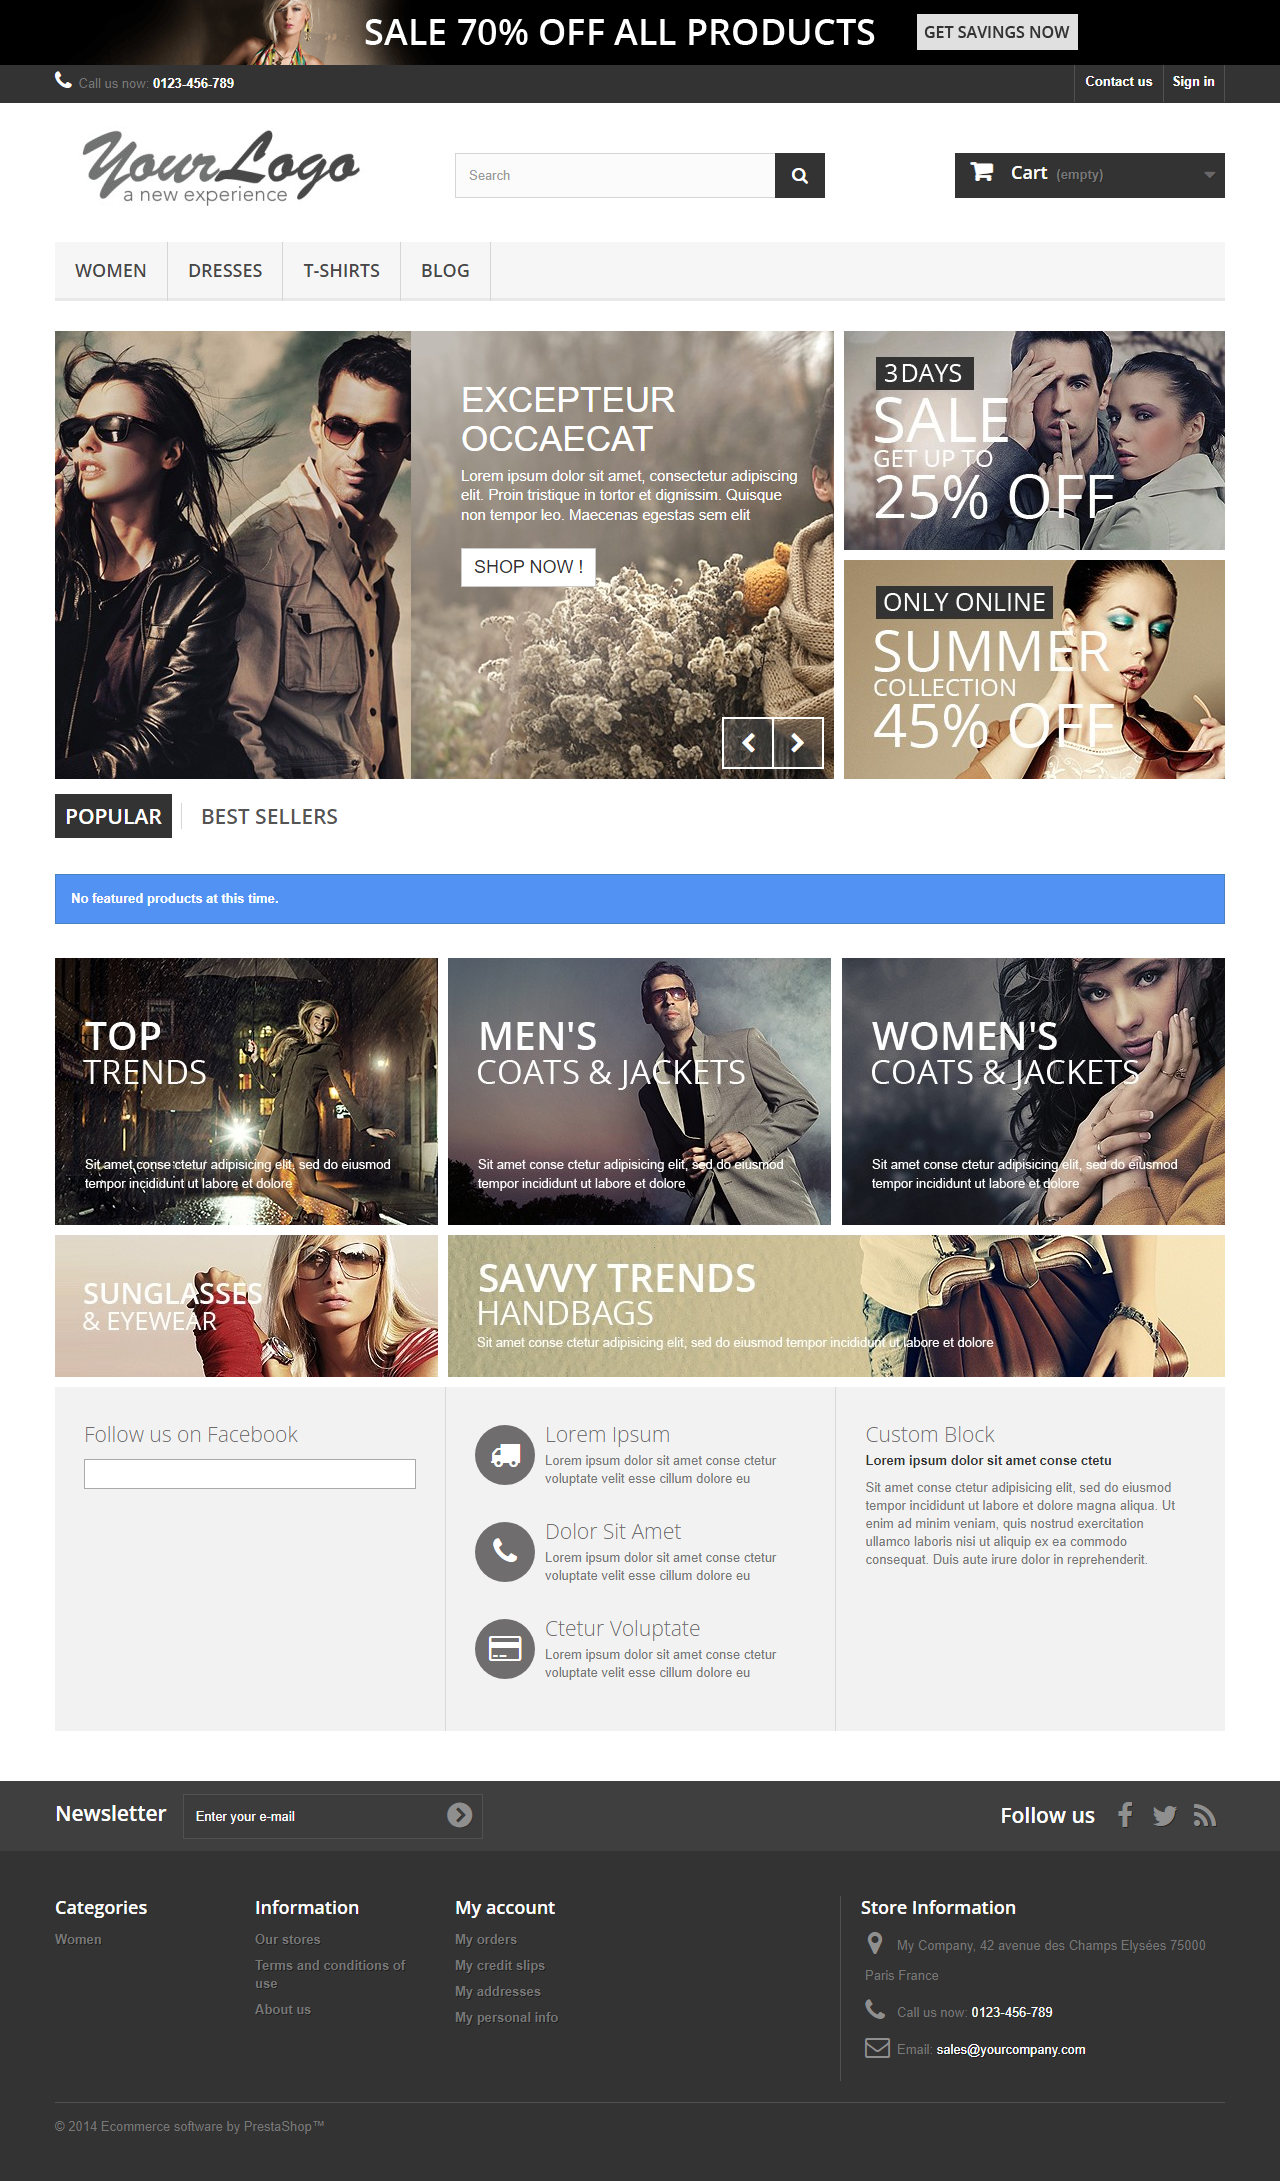 SALE 70% OFF ALL PRODUCTS GET SAVINGS NOW
Call us now: 0123-456-789 Contact us Sign in
YourLogo
a new experience
Search
Cart (empty)
WOMEN DRESSES T-SHIRTS BLOG
EXCEPTEUR
OCCAECAT
Lorem ipsum dolor sit amet, consectetur adipiscing
elit. Proin tristique in tortor et dignissim. Quisque
non tempor leo. Maecenas egestas sem elit
SHOP NOW !
3DAYS
SALE
GET UP TO
25% OFF
ONLY ONLINE
SUMMER
COLLECTION
45% OFF
POPULAR BEST SELLERS
No featured products at this time.
TOP
TRENDS
Sit amet conse ctetur adipisicing elit, sed do eiusmod
tempor incididunt ut labore et dolore
MEN'S
COATS & JACKETS
Sit amet conse ctetur adipisicing elit, sed do eiusmod
tempor incididunt ut labore et dolore
WOMEN'S
COATS & JACKETS
Sit amet conse ctetur adipisicing elit, sed do eiusmod
tempor incididunt ut labore et dolore
SUNGLASSES
& EYEWEAR
SAVVY TRENDS
HANDBAGS
Sit amet conse ctetur adipisicing elit, sed do eiusmod tempor incididunt ut labore et dolore
Follow us on Facebook
Lorem Ipsum
Lorem ipsum dolor sit amet conse ctetur
voluptate velit esse cillum dolore eu
Dolor Sit Amet
Lorem ipsum dolor sit amet conse ctetur
voluptate velit esse cillum dolore eu
Ctetur Voluptate
Lorem ipsum dolor sit amet conse ctetur
voluptate velit esse cillum dolore eu
Custom Block
Lorem ipsum dolor sit amet conse ctetu
Sit amet conse ctetur adipisicing elit, sed do eiusmod
tempor incididunt ut labore et dolore magna aliqua. Ut
enim ad minim veniam, quis nostrud exercitation
ullamco laboris nisi ut aliquip ex ea commodo
consequat. Duis aute irure dolor in reprehenderit.
Newsletter Enter your e-mail Follow us
Categories
Women
Information
Our stores
Terms and conditions of
use
About us
My account
My orders
My credit slips
My addresses
My personal info
Store Information
My Company, 42 avenue des Champs Elysées 75000
Paris France
Call us now: 0123-456-789
Email: sales@yourcompany.com
© 2014 Ecommerce software by PrestaShop™